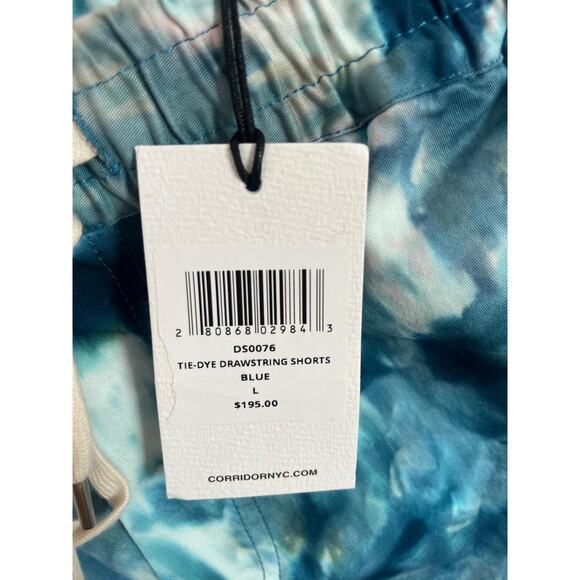 2 80868 02984 3
DS0076
TIE-DYE DRAWSTRING SHORTS
BLUE
L
$195.00
CORRIDORNYC.COM